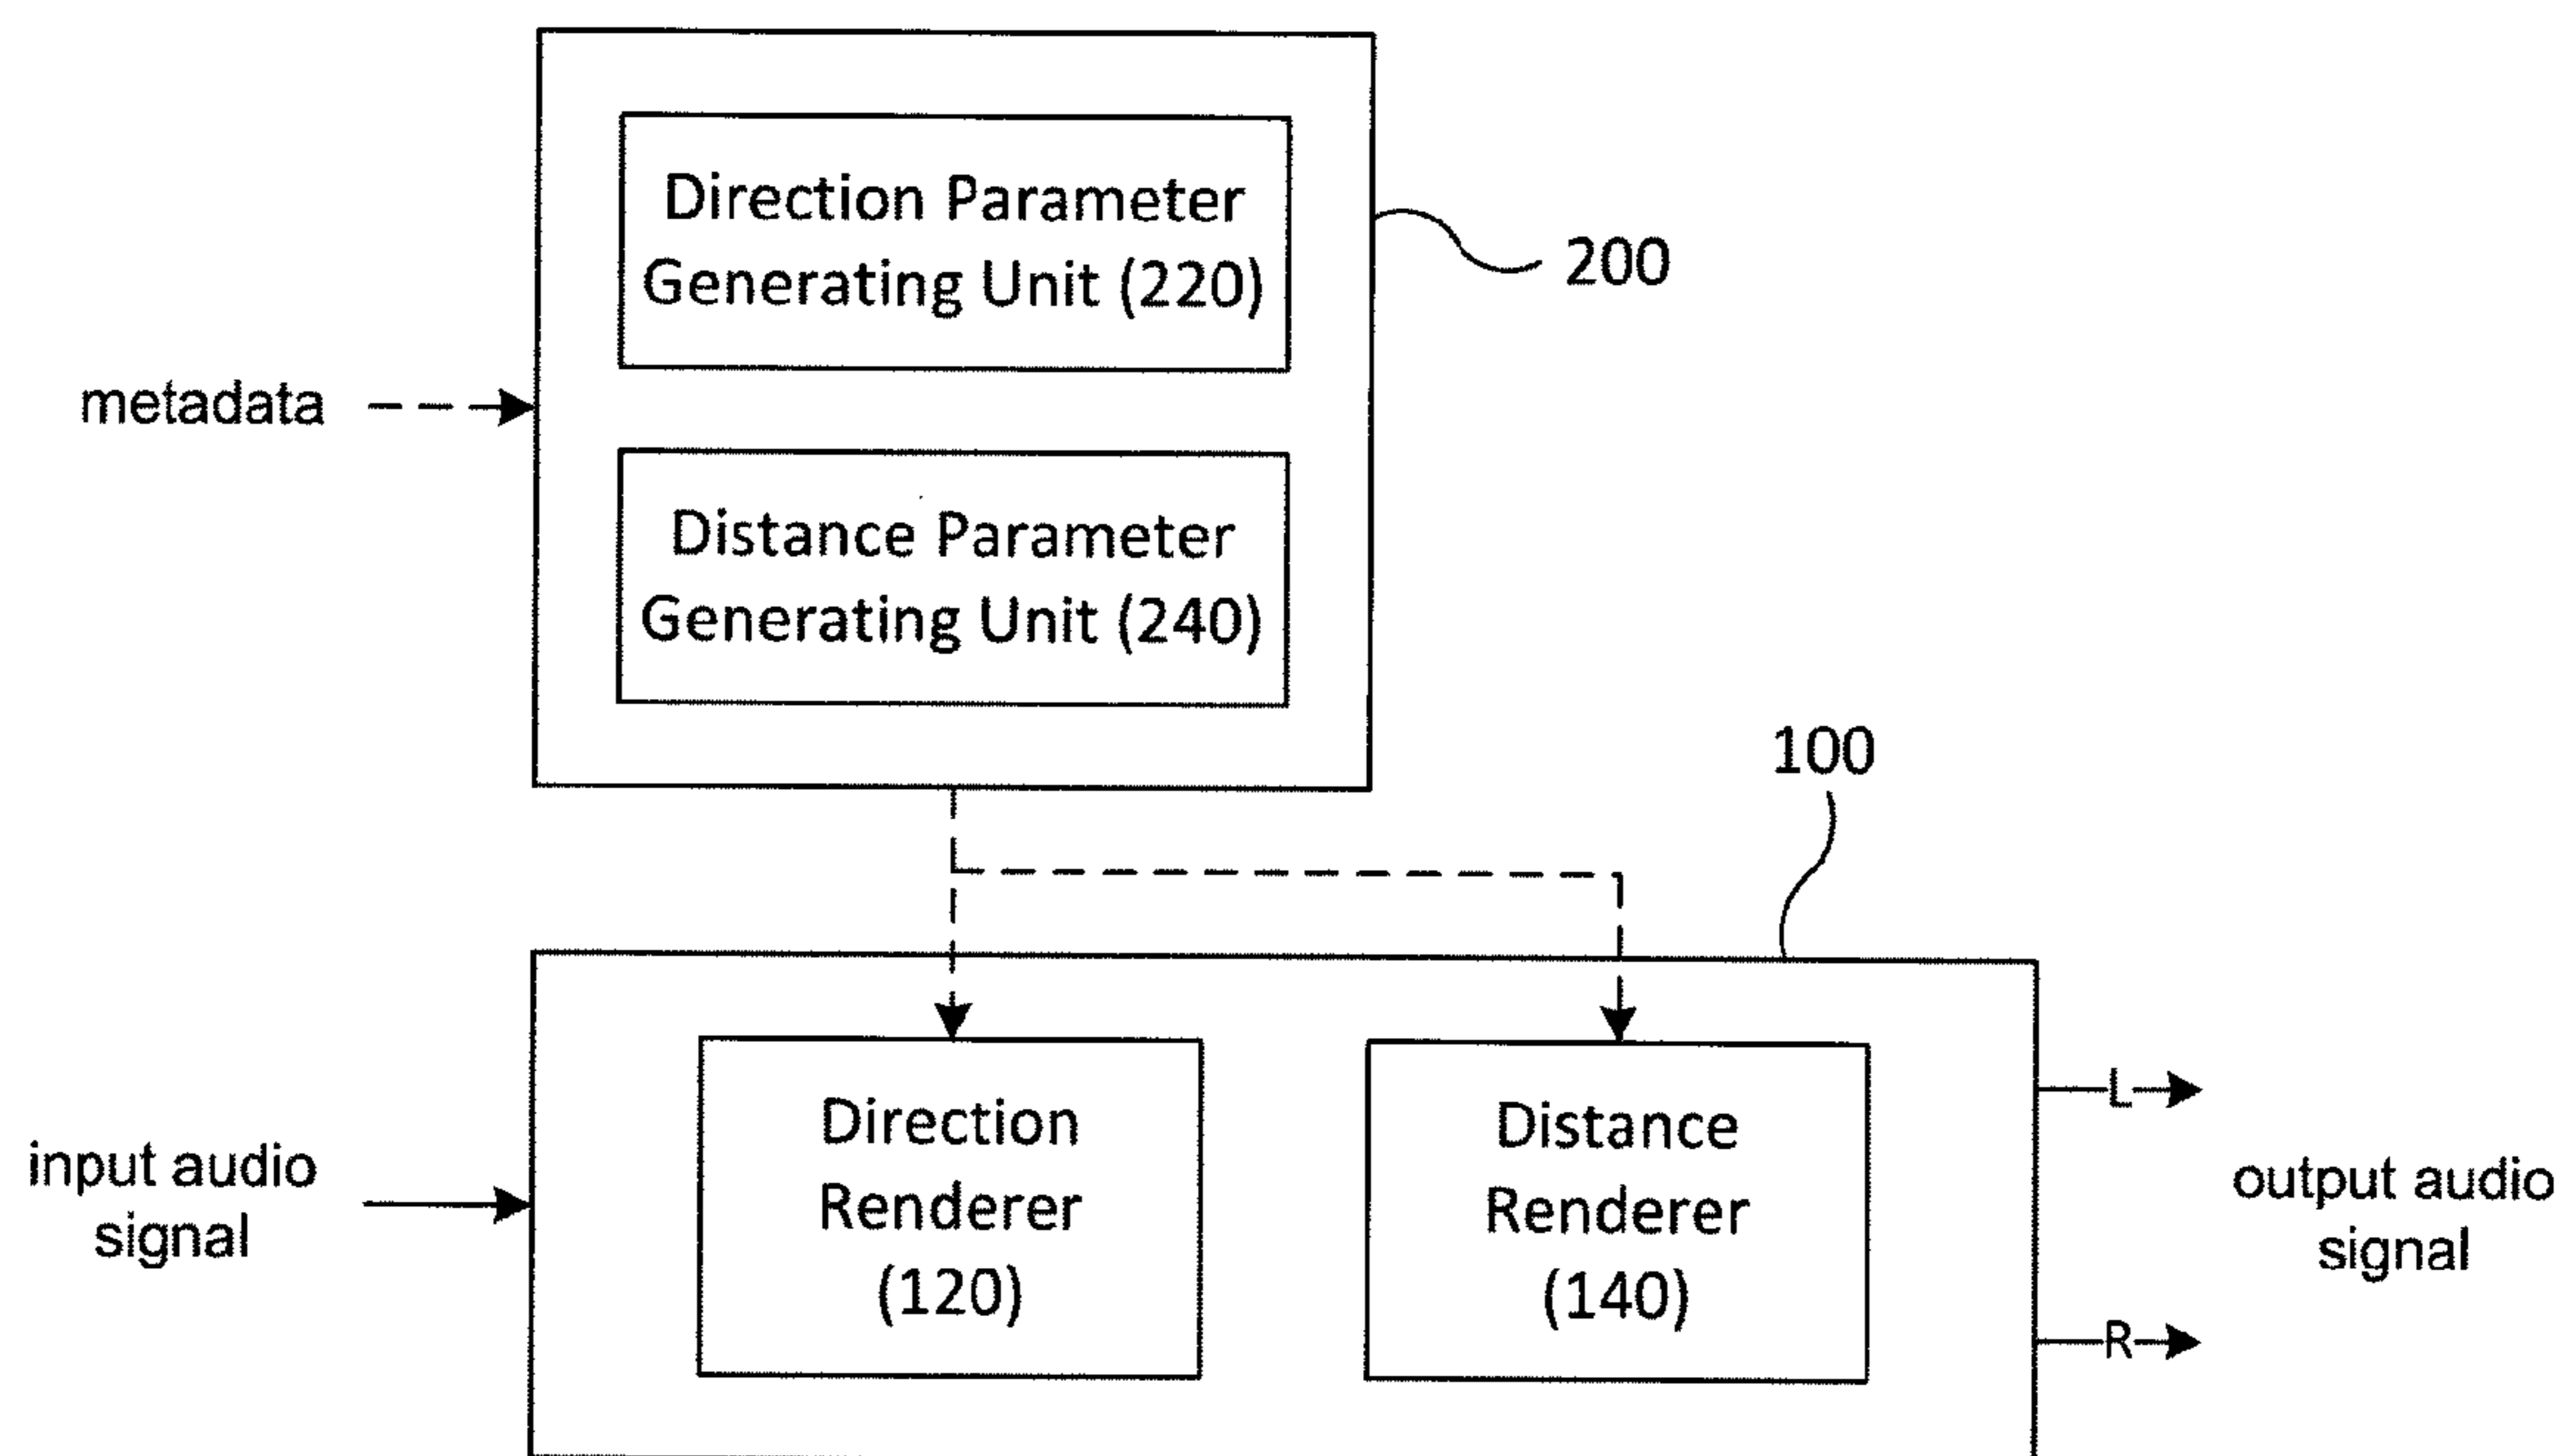 Direction Parameter
Generating Unit (220)
200
metadata
Distance Parameter
Generating Unit (240)
100
input audio
signal
Direction
Renderer
(120)
Distance
Renderer
(140)
L
R
output audio
signal